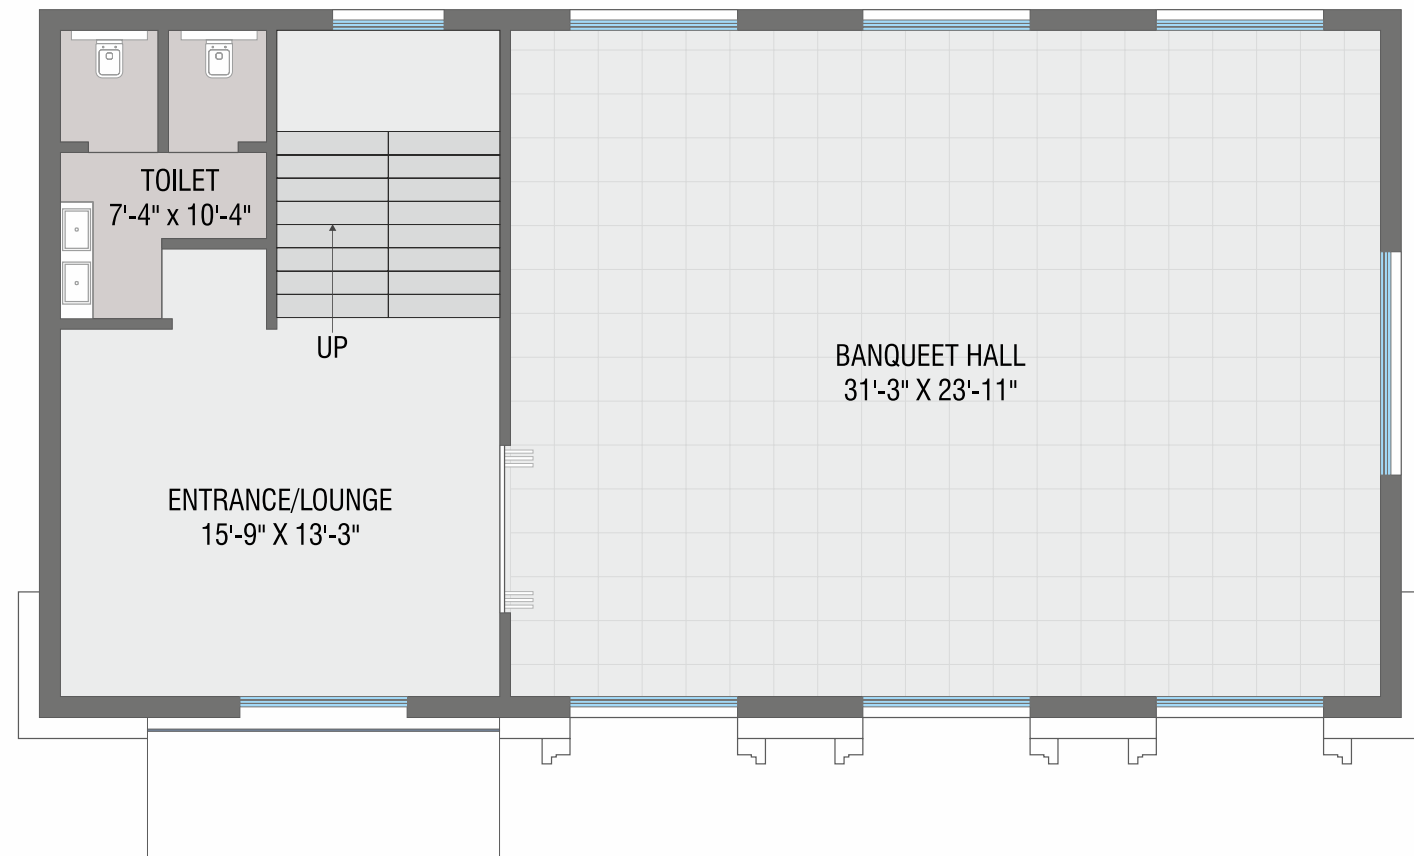 TOILET
7'-4" x 10'-4"
UP
BANQUEET HALL
31'-3" X 23'-11"
ENTRANCE/LOUNGE
15'-9" X 13'-3"